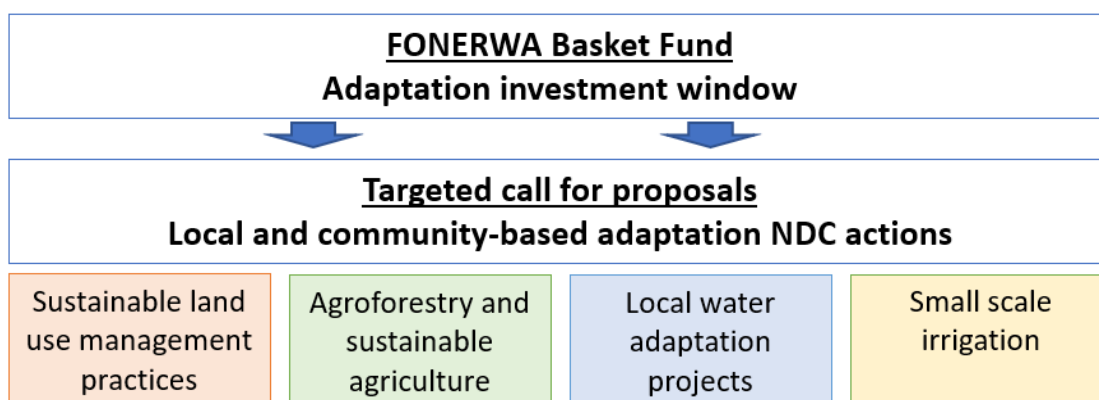 FONERWA Basket Fund
Adaptation investment window
Targeted call for proposals
Local and community-based adaptation NDC actions
Sustainable land
use management
practices
Agroforestry and
sustainable
agriculture
Local water
adaptation
projects
Small scale
irrigation